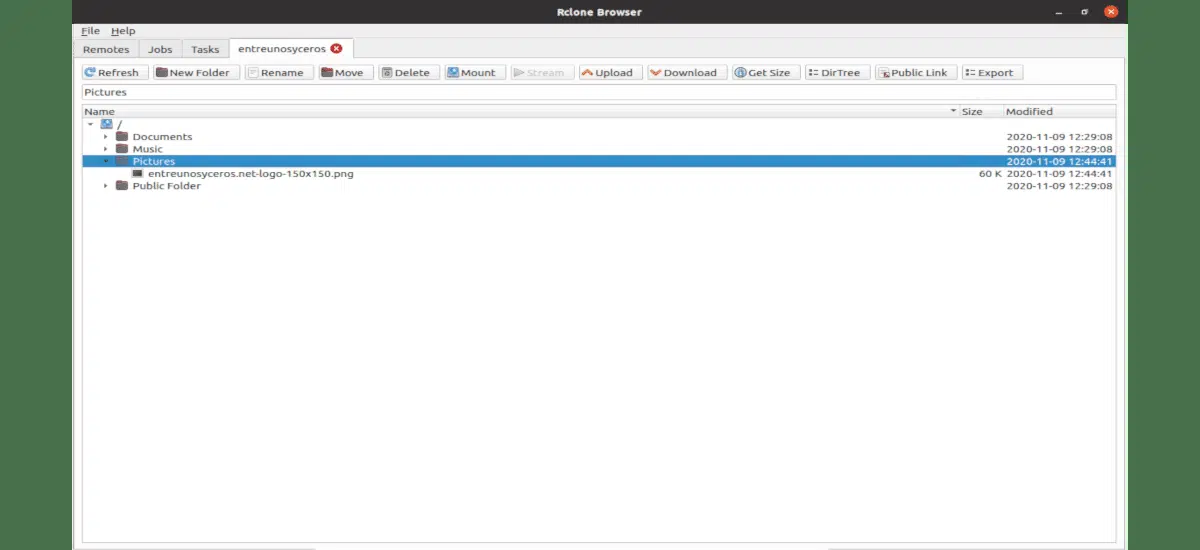 Rclone Browser
File Help
Remotes Jobs Tasks entreunosyceros
Refresh New Folder Rename Move Delete Mount Stream Upload Download Get Size DirTree Public Link Export
Pictures
Name Size Modified
/
Documents 2020-11-09 12:29:08
Music 2020-11-09 12:29:08
Pictures 2020-11-09 12:44:41
entreunosyceros.net-logo-150x150.png 60 K 2020-11-09 12:44:41
Public Folder 2020-11-09 12:29:08